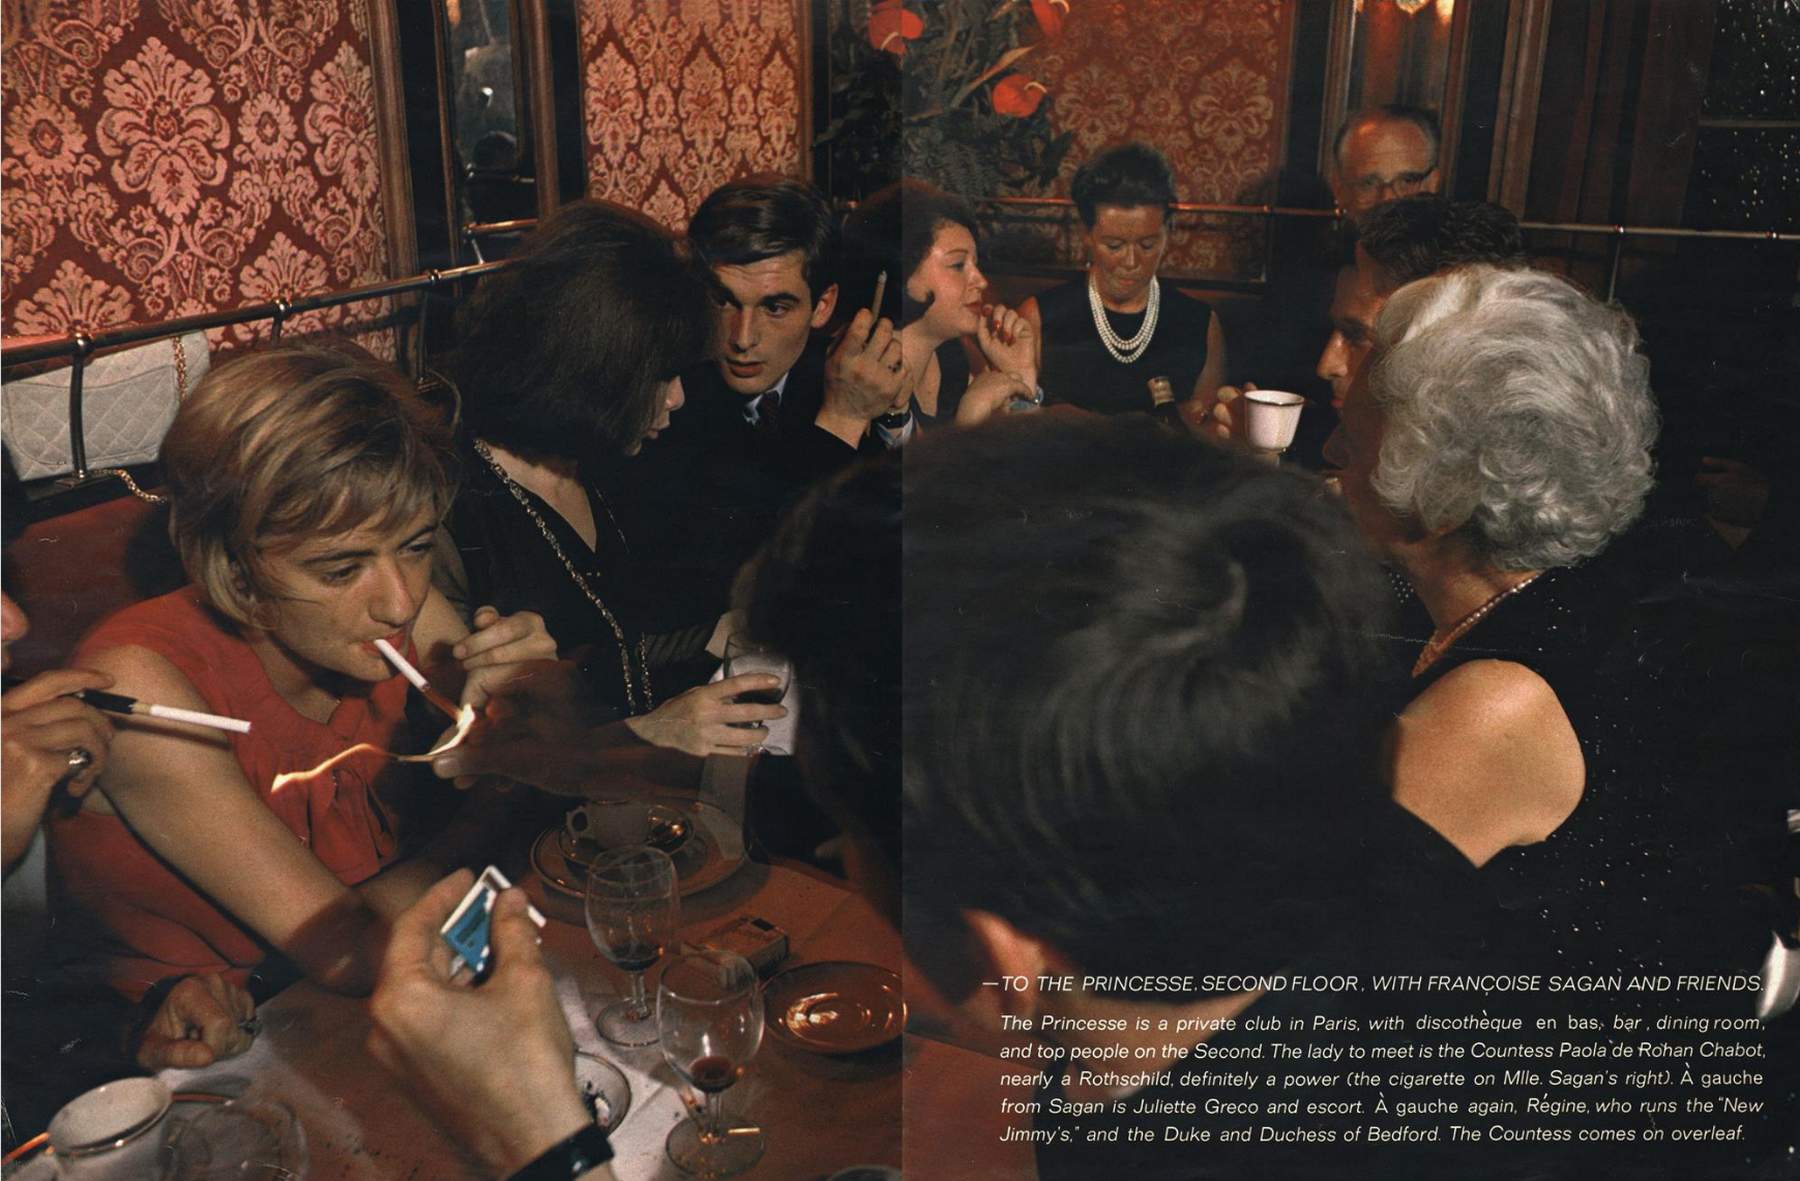 —TO THE PRINCESSE, SECOND FLOOR, WITH FRANÇOISE SAGAN AND FRIENDS.
The Princesse is a private club in Paris, with discothèque en bas, bar, dining room,
and top people on the Second. The lady to meet is the Countess Paola de Rohan Chabot,
nearly a Rothschild, definitely a power (the cigarette on Mlle. Sagan's right). À gauche
from Sagan is Juliette Greco and escort. À gauche again, Régine, who runs the "New
Jimmy's," and the Duke and Duchess of Bedford. The Countess comes on overleaf.